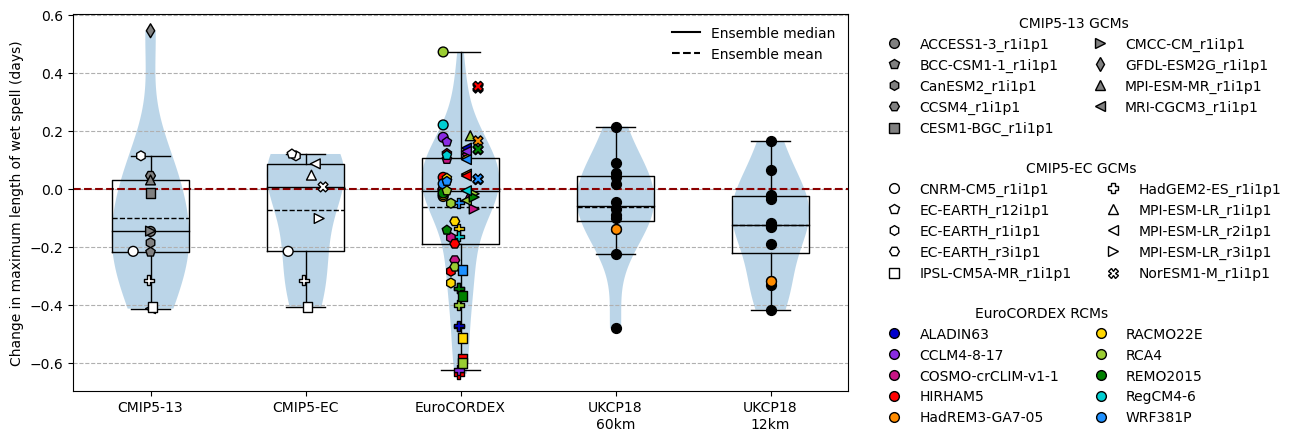 Change in maximum length of wet spell (days)
0.6
0.4
0.2
0.0
−0.2
−0.4
−0.6
Ensemble median
Ensemble mean
CMIP5-13
CMIP5-EC
EuroCORDEX
UKCP18
60km
UKCP18
12km
CMIP5-13 GCMs
ACCESS1-3_r1i1p1
BCC-CSM1-1_r1i1p1
CanESM2_r1i1p1
CCSM4_r1i1p1
CESM1-BGC_r1i1p1
CMCC-CM_r1i1p1
GFDL-ESM2G_r1i1p1
MPI-ESM-MR_r1i1p1
MRI-CGCM3_r1i1p1
CMIP5-EC GCMs
CNRM-CM5_r1i1p1
EC-EARTH_r12i1p1
EC-EARTH_r1i1p1
EC-EARTH_r3i1p1
IPSL-CM5A-MR_r1i1p1
HadGEM2-ES_r1i1p1
MPI-ESM-LR_r1i1p1
MPI-ESM-LR_r2i1p1
MPI-ESM-LR_r3i1p1
NorESM1-M_r1i1p1
EuroCORDEX RCMs
ALADIN63
CCLM4-8-17
COSMO-crCLIM-v1-1
HIRHAM5
HadREM3-GA7-05
RACMO22E
RCA4
REMO2015
RegCM4-6
WRF381P